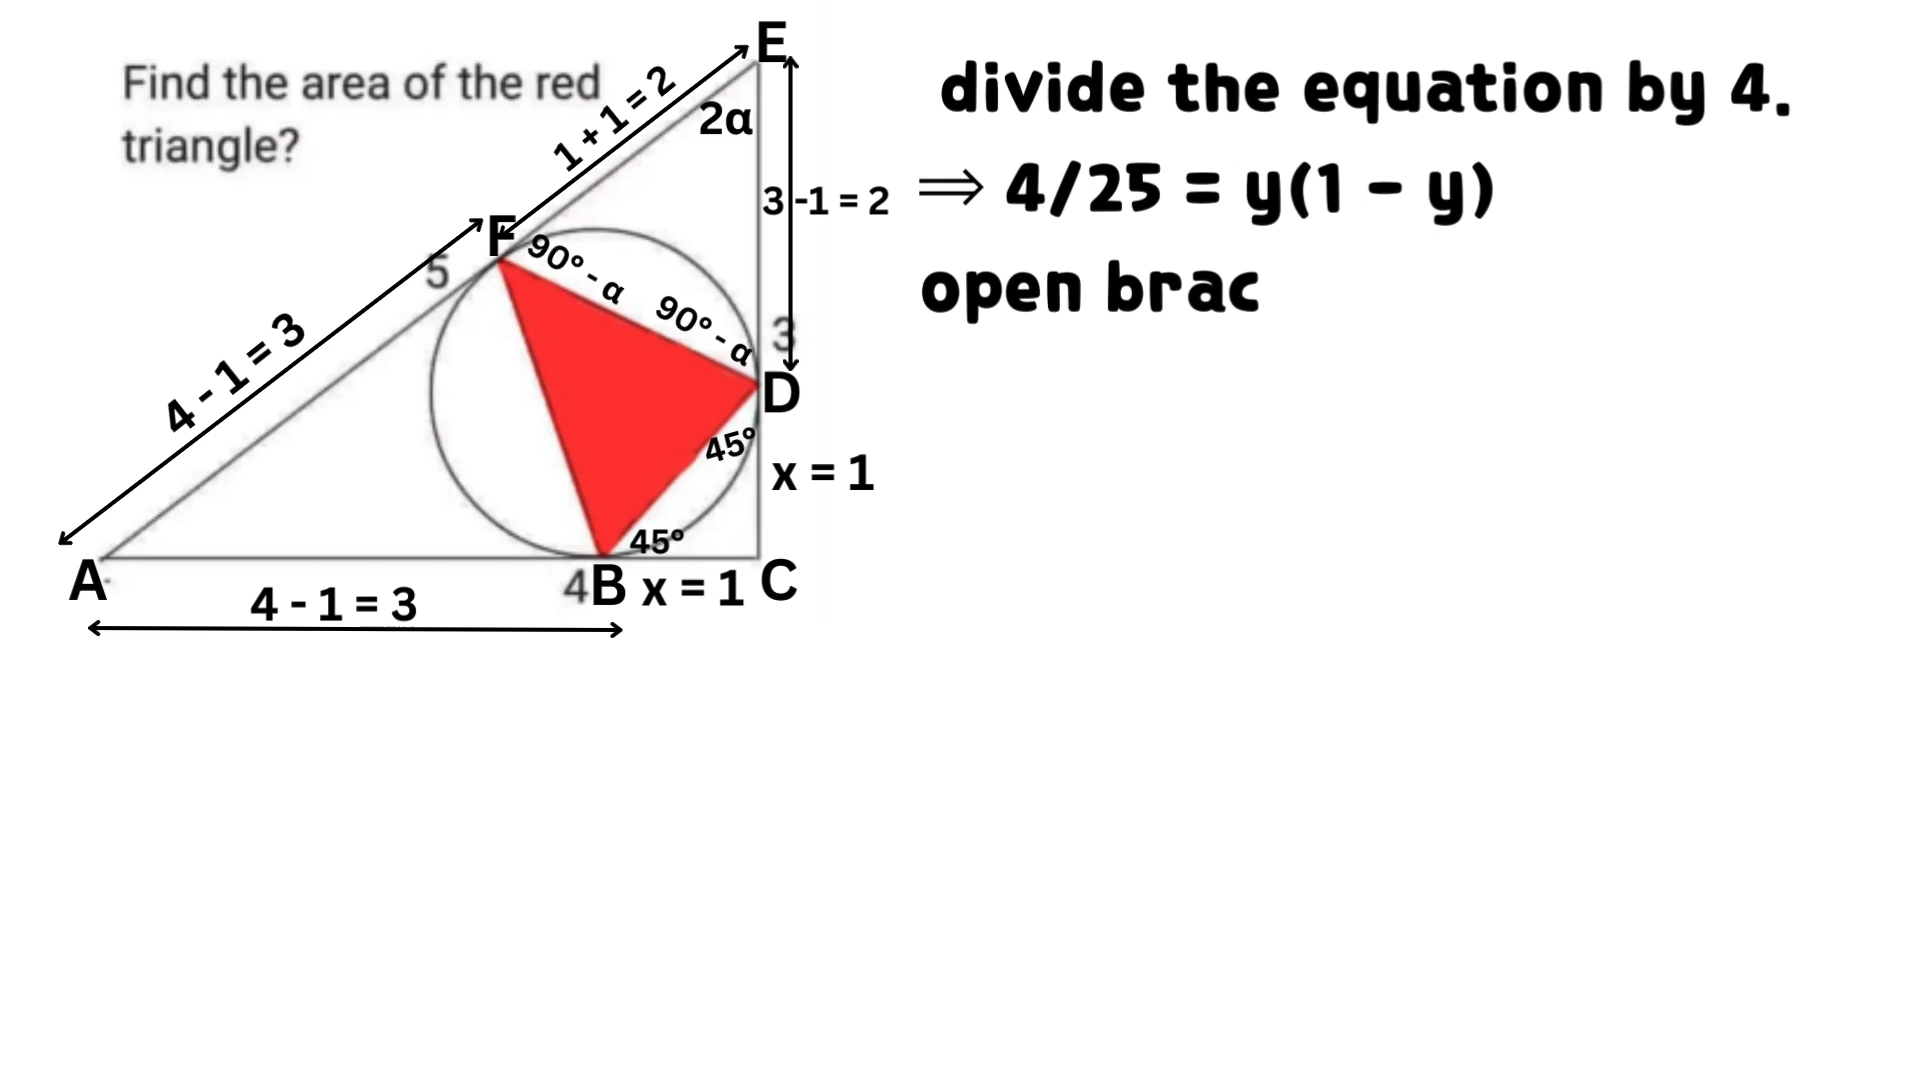 Find the area of the red
triangle?
E
1 + 1 = 2
2α
3 - 1 = 2
F
5
90° - α
90° - α
3
4 - 1 = 3
D
45°
x = 1
45°
A
4
B
x = 1
C
4 - 1 = 3
divide the equation by 4.
⇒ 4/25 = y(1 - y)
open brac